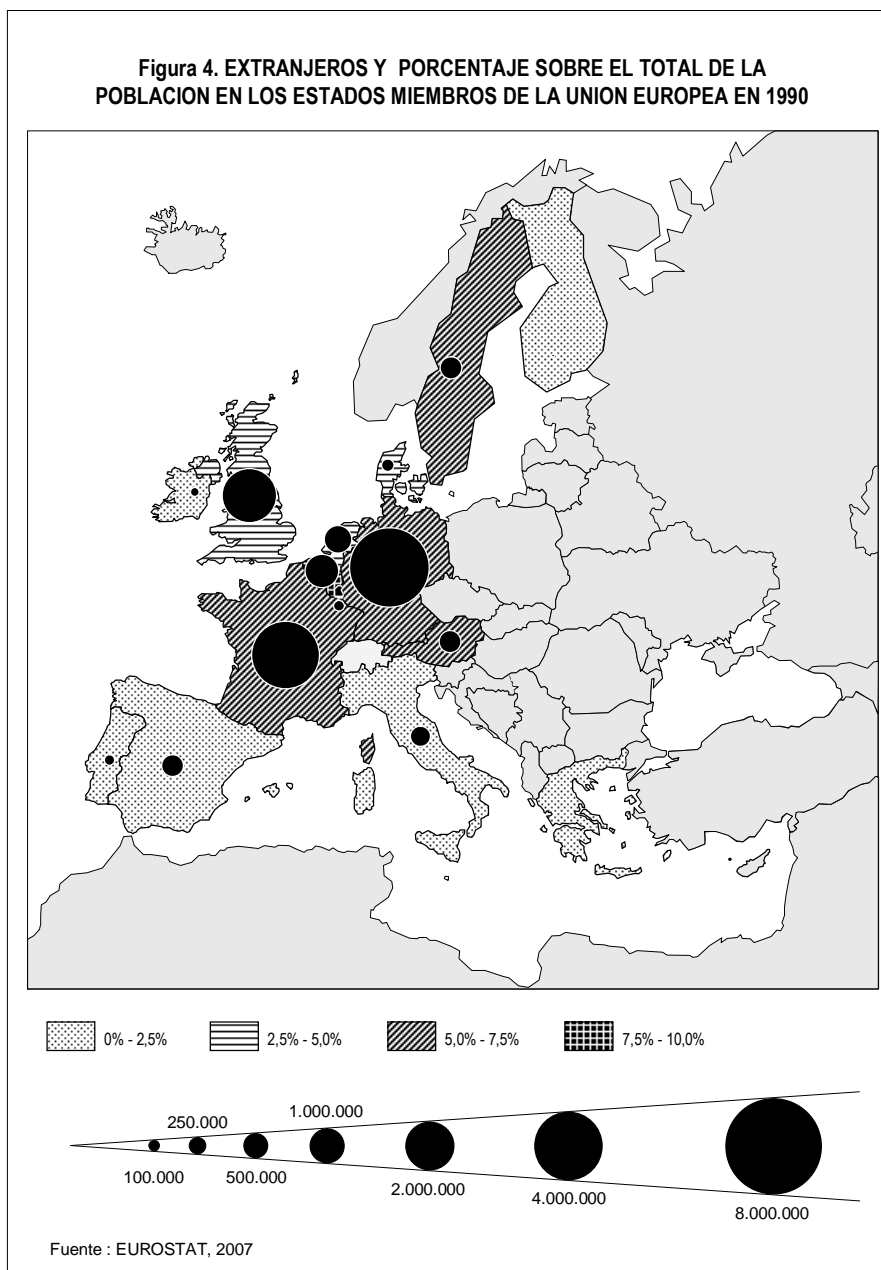 Figura 4. EXTRANJEROS Y PORCENTAJE SOBRE EL TOTAL DE LA
POBLACION EN LOS ESTADOS MIEMBROS DE LA UNION EUROPEA EN 1990
0% - 2,5%
2,5% - 5,0%
5,0% - 7,5%
7,5% - 10,0%
100.000
250.000
500.000
1.000.000
2.000.000
4.000.000
8.000.000
Fuente : EUROSTAT, 2007